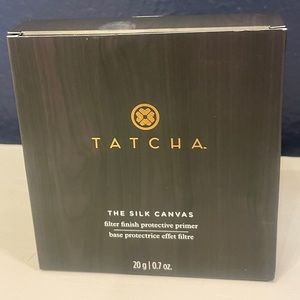 TATCHA
THE SILK CANVAS
filter finish protective primer
base protectrice effet filtre
20 g | 0.7 oz.